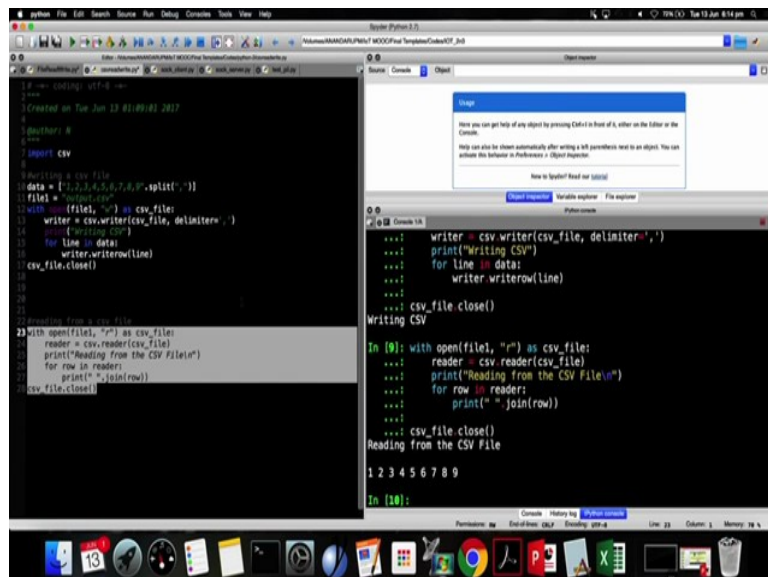 python File Edit Search Source Run Debug Consoles Tools View Help
Tue 13 Jun 6:14 pm
Spyder (Python 2.7)
Object inspector
Source Console Object
# -*- coding: utf-8 -*-
"""
Created on Tue Jun 13 01:09:01 2017

@author: N
"""
import csv
#writing a csv file
data = ["1,2,3,4,5,6,7,8,9".split(",")]
file1 = "output.csv"
with open(file1, "w") as csv_file:
writer = csv.writer(csv_file, delimiter=',')
print("Writing CSV")
for line in data:
writer.writerow(line)
csv_file.close()
#reading from a csv file
23 with open(file1, "r") as csv_file:
reader = csv.reader(csv_file)
print("Reading from the CSV File\n")
for row in reader:
print(" ".join(row))
csv_file.close()
Usage
Here you can get help of any object by pressing Cmd+I in front of it, either on the Editor or the
Console.
Help can also be shown automatically after writing a left parenthesis next to an object. You can
activate this behavior in Preferences > Object Inspector.
New to Spyder? Read our tutorial
Object inspector Variable explorer File explorer
IPython console
Console 1/A
...: writer = csv.writer(csv_file, delimiter=',')
...: print("Writing CSV")
...: for line in data:
...: writer.writerow(line)
...:
...: csv_file.close()
Writing CSV
In [9]: with open(file1, "r") as csv_file:
...: reader = csv.reader(csv_file)
...: print("Reading from the CSV File\n")
...: for row in reader:
...: print(" ".join(row))
...:
...: csv_file.close()
Reading from the CSV File
1 2 3 4 5 6 7 8 9
In [10]:
Console History log IPython console
Permissions: RW End-of-lines: CRLF Encoding: UTF-8 Line: 23 Column: 1 Memory: 78 %
JUN
13